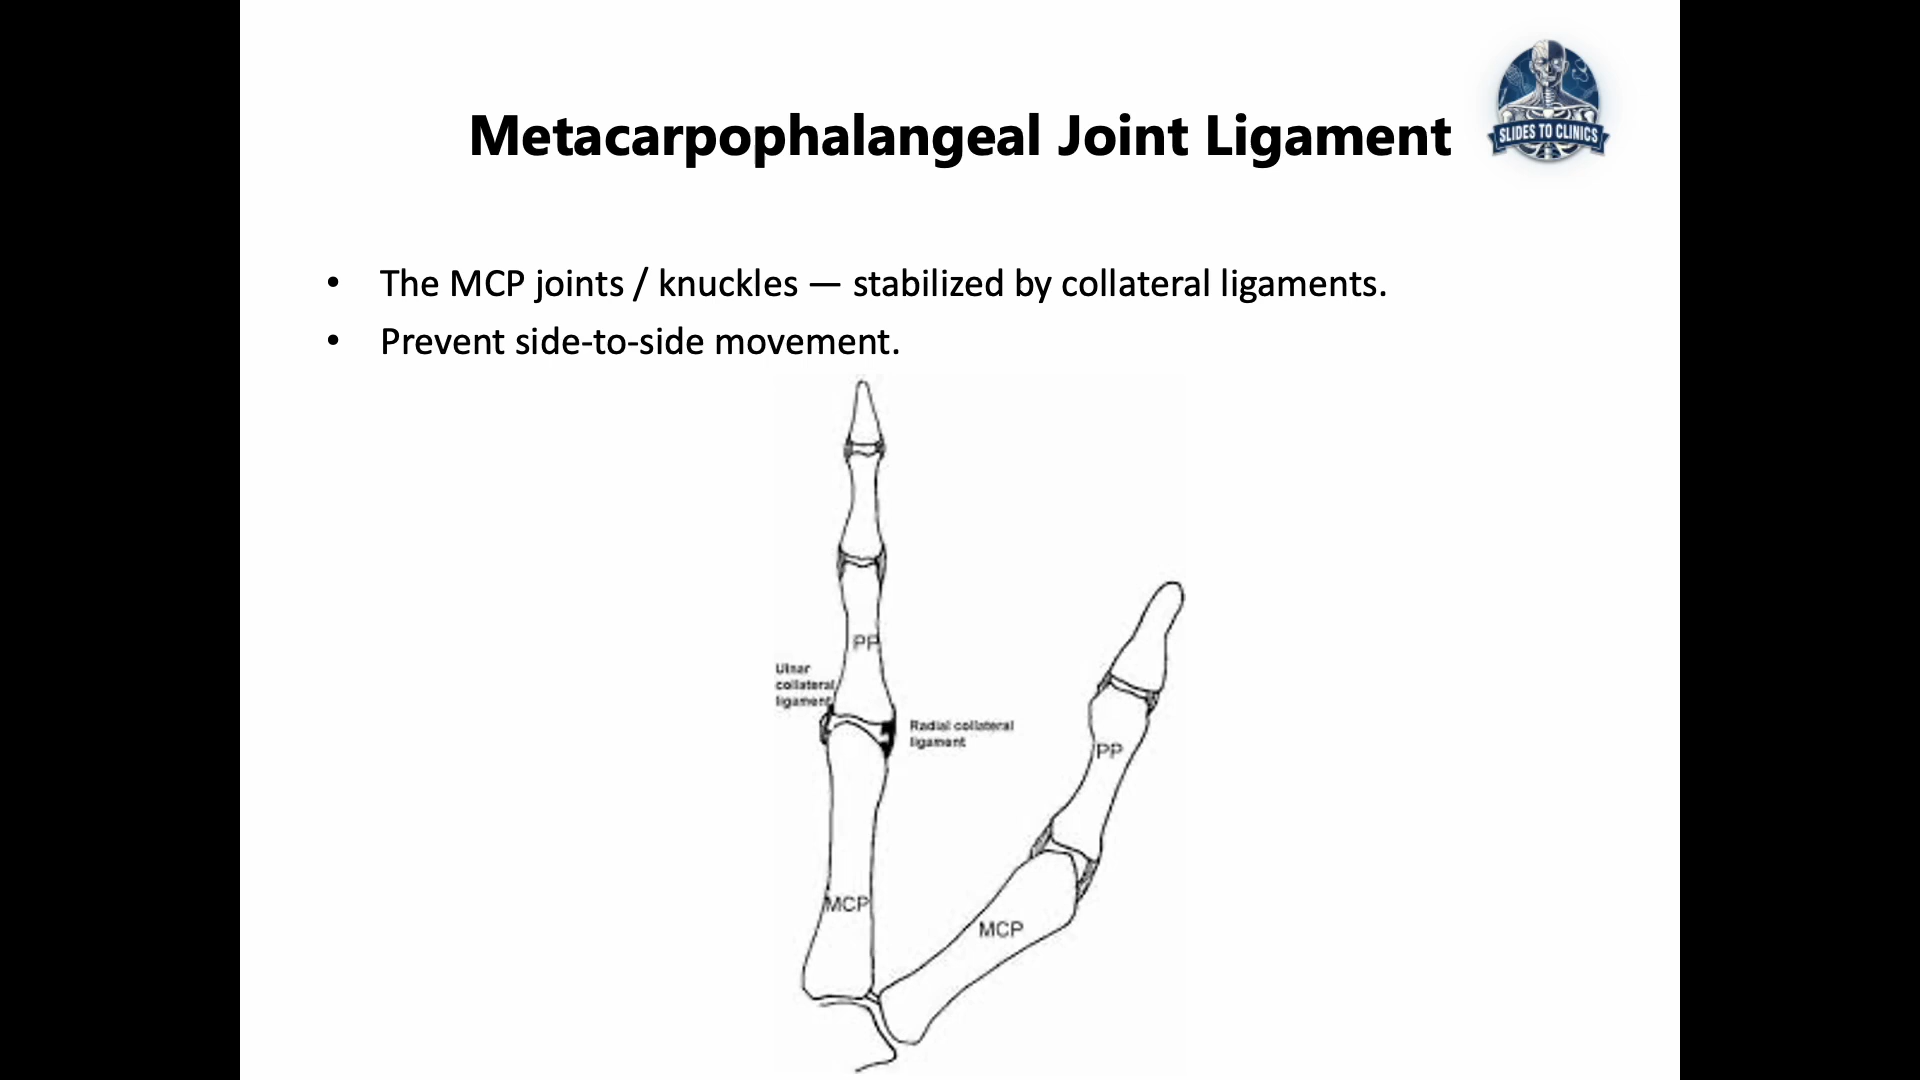 SLIDES TO CLINICS
Metacarpophalangeal Joint Ligament
• The MCP joints / knuckles — stabilized by collateral ligaments.
• Prevent side-to-side movement.
PP
Ulnar
collateral
ligament
Radial collateral
ligament
PP
MCP
MCP